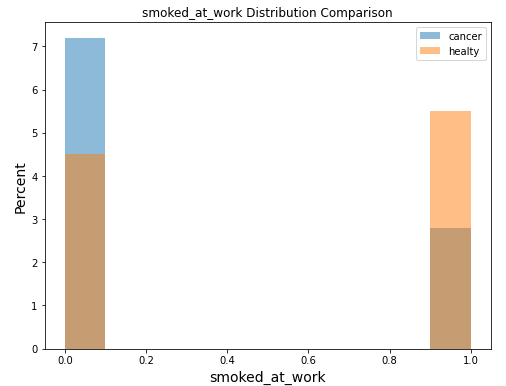 smoked_at_work Distribution Comparison
cancer
healty
7
6
5
4
3
2
1
0
Percent
0.0 0.2 0.4 0.6 0.8 1.0
smoked_at_work